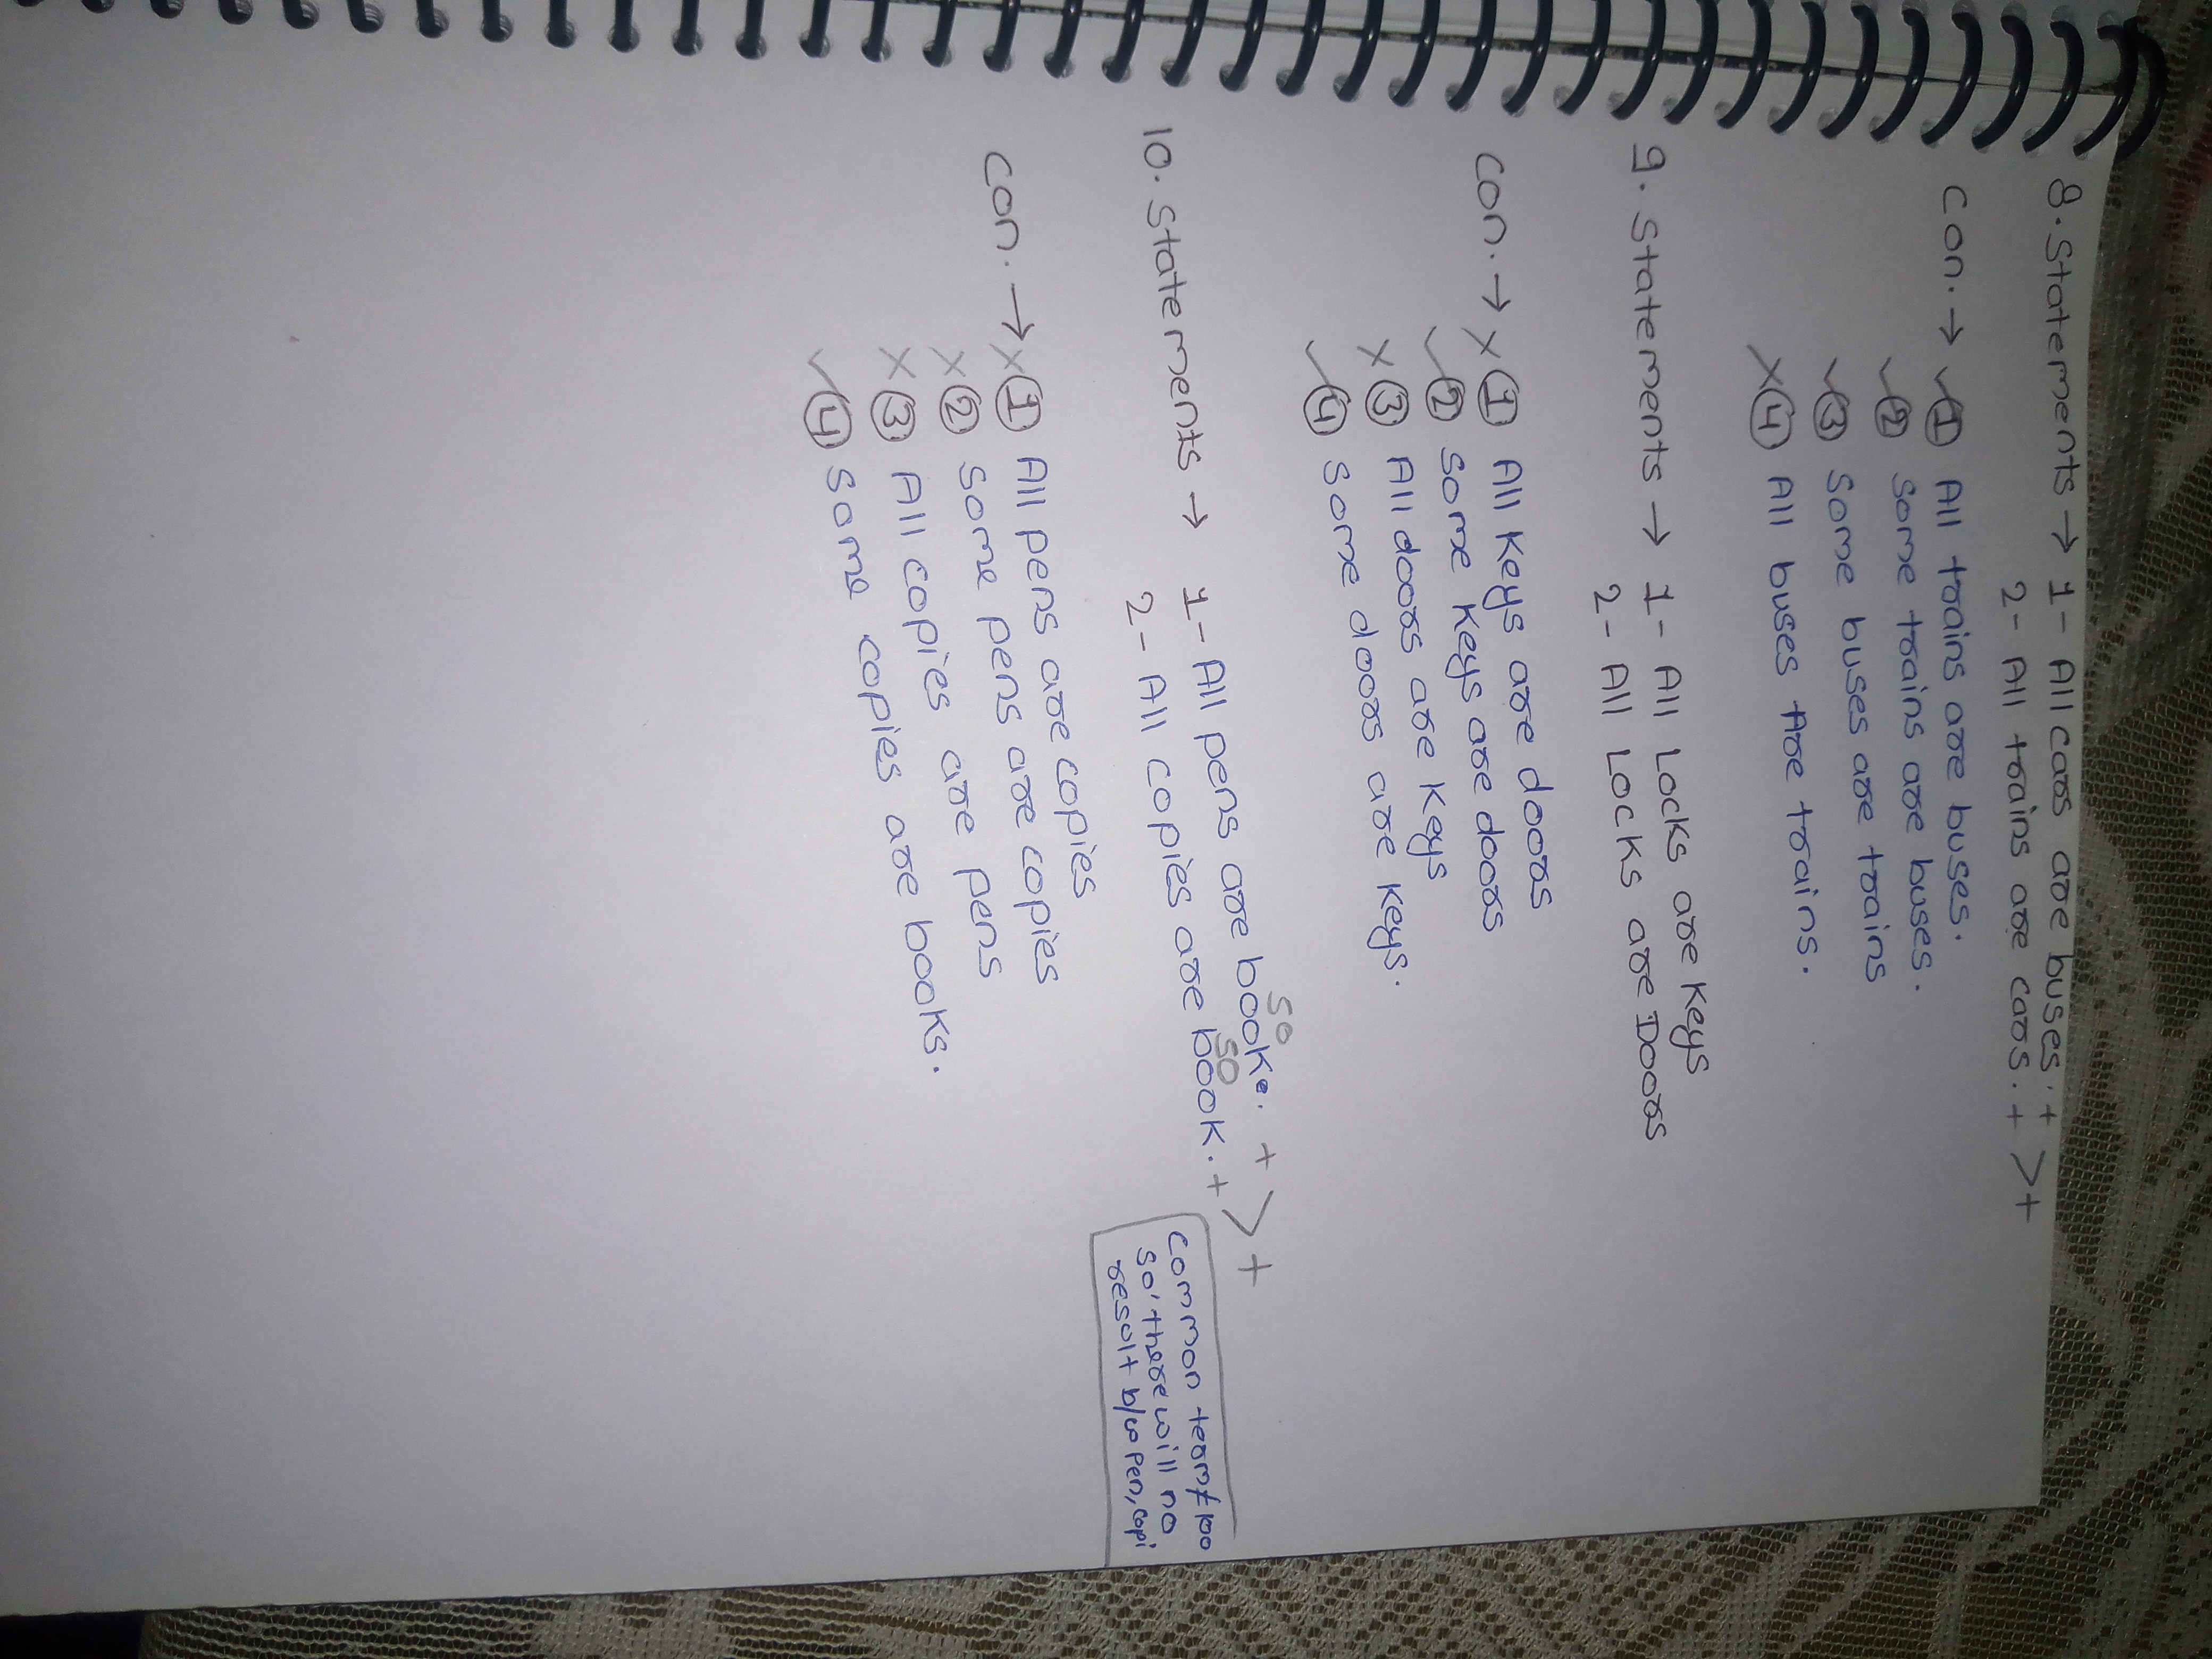 8. Statements → 1- All cars are buses. + > +
2- All trains are cars. +
Con. → ✓ ① All trains are buses.
✓ ② Some trains are buses.
✓ ③ Some buses are trains
× ④ All buses are trains.
9. Statements → 1- All Locks are Keys
2- All Locks are Doors
Con. → × ① All Keys are doors
✓ ② Some Keys are doors
× ③ All doors are Keys
✓ ④ Some doors are Keys.
50
10. Statements → 1- All pens are booke. + > +
50
2- All copies are book. +
Common term≠100
So' there will no
resolt b/w pen, copi
Con. → × ① All pens are copies
× ② Some pens are copies
× ③ All copies are pens
✓ ④ Some copies are books.